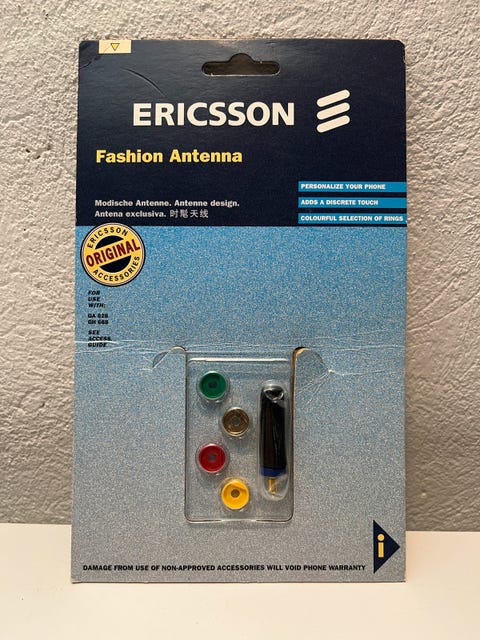 ERICSSON
Fashion Antenna
Modische Antenne. Antenne design.
Antena exclusiva. 时髦天线
PERSONALIZE YOUR PHONE
ADDS A DISCRETE TOUCH
COLOURFUL SELECTION OF RINGS
ERICSSON
ORIGINAL
ACCESSORIES
FOR
USE
WITH:
GA 628
GH 688
SEE
ACCESS
GUIDE
i
DAMAGE FROM USE OF NON-APPROVED ACCESSORIES WILL VOID PHONE WARRANTY